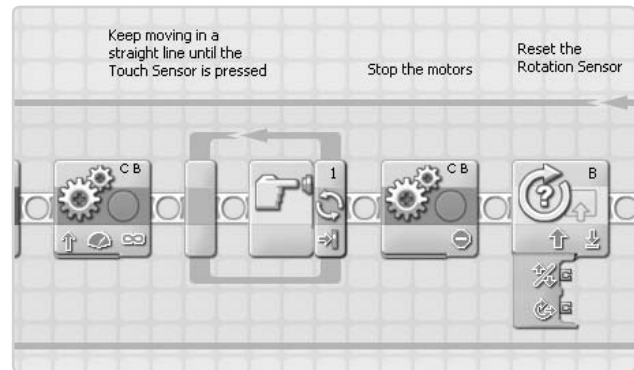 Keep moving in a
straight line until the
Touch Sensor is pressed
Stop the motors
Reset the
Rotation Sensor
C B
1
C B
B
?